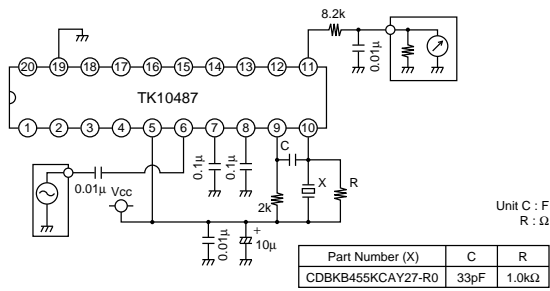 8.2k
0.01μ
20 19 18 17 16 15 14 13 12 11
TK10487
1 2 3 4 5 6 7 8 9 10
C
0.01μ
Vcc
0.1μ
0.1μ
2k
X
R
0.01μ
+
10μ
Unit C : F
R : Ω
Part Number (X) C R
CDBKB455KCAY27-R0 33pF 1.0kΩ